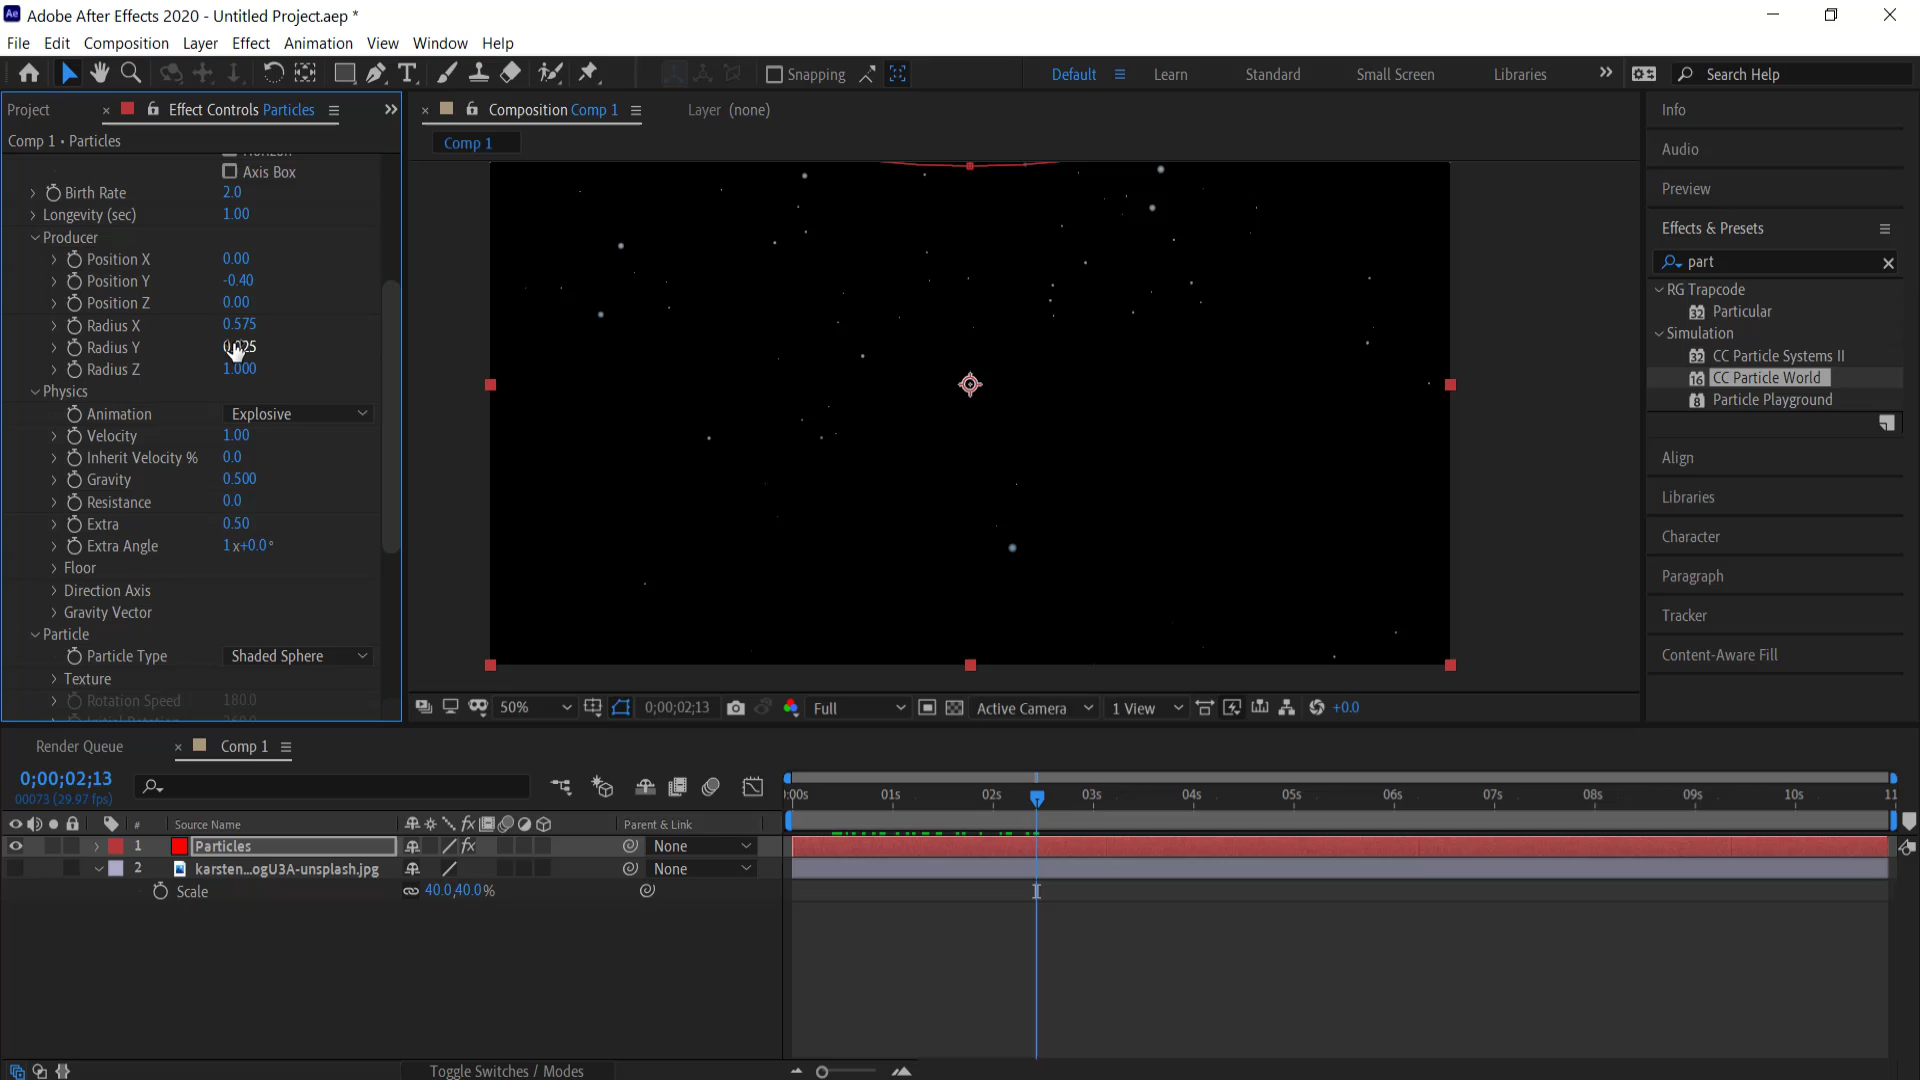 Adobe After Effects 2020 - Untitled Project.aep *
File Edit Composition Layer Effect Animation View Window Help
Snapping
Default Learn Standard Small Screen Libraries
Search Help
Project Effect Controls Particles
Composition Comp 1
Layer (none)
Comp 1 • Particles
Comp 1
Axis Box
Birth Rate 2.0
Longevity (sec) 1.00
Producer
Position X 0.00
Position Y -0.40
Position Z 0.00
Radius X 0.575
Radius Y 0.025
Radius Z 1.000
Physics
Animation Explosive
Velocity 1.00
Inherit Velocity % 0.0
Gravity 0.500
Resistance 0.0
Extra 0.50
Extra Angle 1x+0.0°
Floor
Direction Axis
Gravity Vector
Particle
Particle Type Shaded Sphere
Texture
Rotation Speed 180.0
50% 0;00;02;13 Full Active Camera 1 View +0.0
Info
Audio
Preview
Effects & Presets
part
RG Trapcode
32 Particular
Simulation
32 CC Particle Systems II
16 CC Particle World
8 Particle Playground
Align
Libraries
Character
Paragraph
Tracker
Content-Aware Fill
Render Queue Comp 1
0;00;02;13
00073 (29.97 fps)
:00s 01s 02s 03s 04s 05s 06s 07s 08s 09s 10s 11
# Source Name fx Parent & Link
1 Particles fx None
2 karsten...ogU3A-unsplash.jpg None
Scale 40.0,40.0%
Toggle Switches / Modes